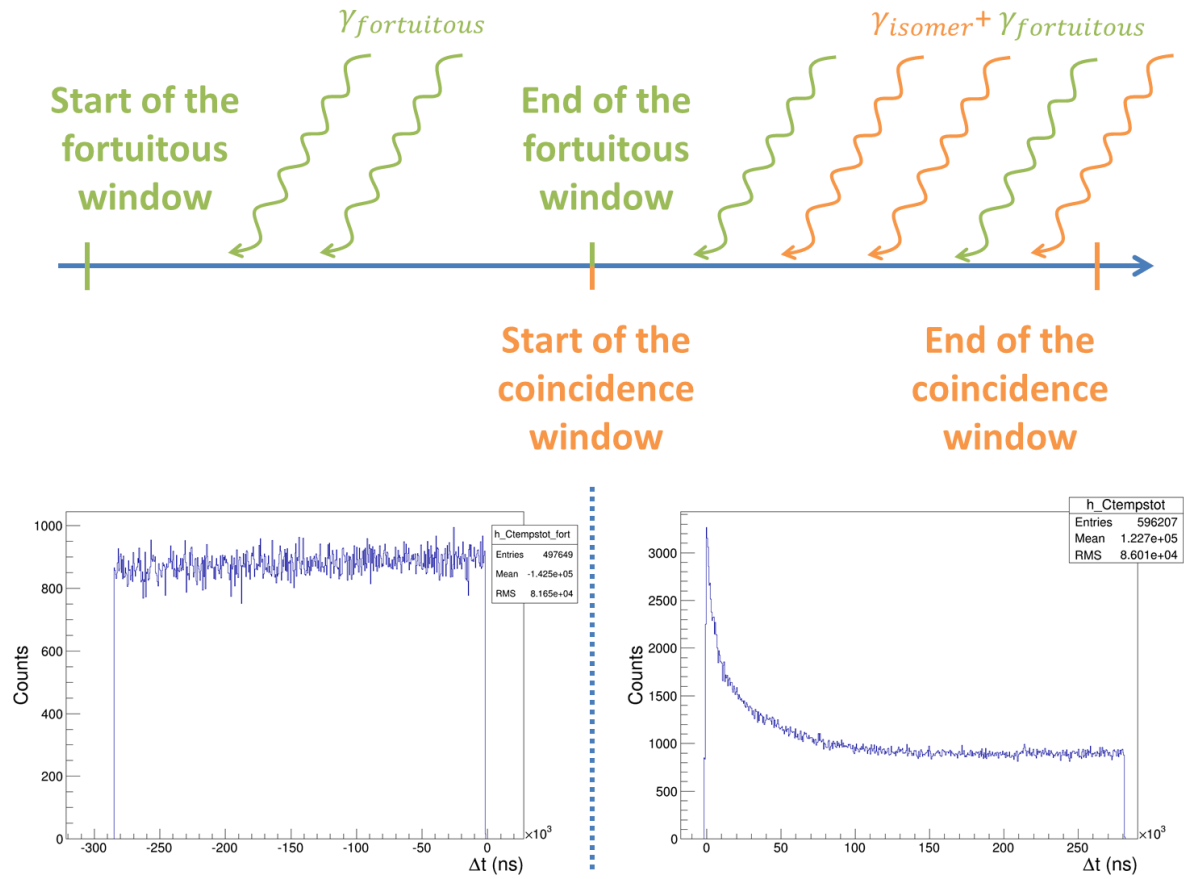 γfortuitous
γisomer+ γfortuitous
Start of the
fortuitous
window
End of the
fortuitous
window
Start of the
coincidence
window
End of the
coincidence
window
h_Ctempstot_fort
Entries 497649
Mean -1.425e+05
RMS 8.165e+04
1000
800
600
400
200
0
Counts
-300 -250 -200 -150 -100 -50 0
×10³
Δt (ns)
h_Ctempstot
Entries 596207
Mean 1.227e+05
RMS 8.601e+04
3000
2500
2000
1500
1000
500
0
Counts
0 50 100 150 200 250
×10³
Δt (ns)